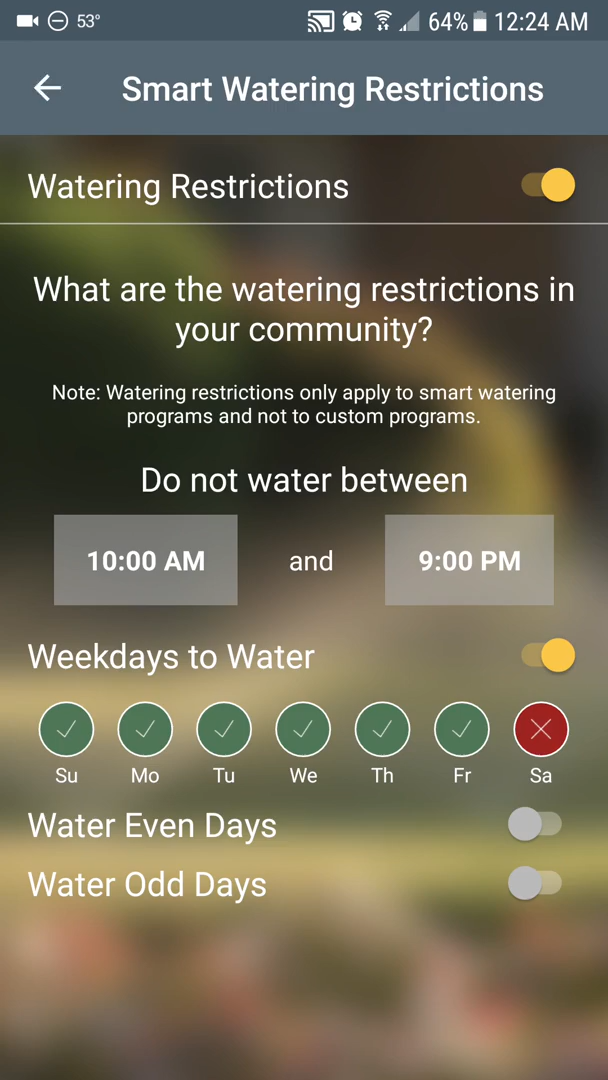 53°
64%
12:24 AM
Smart Watering Restrictions
Watering Restrictions
What are the watering restrictions in
your community?
Note: Watering restrictions only apply to smart watering
programs and not to custom programs.
Do not water between
10:00 AM and 9:00 PM
Weekdays to Water
Su Mo Tu We Th Fr Sa
Water Even Days
Water Odd Days